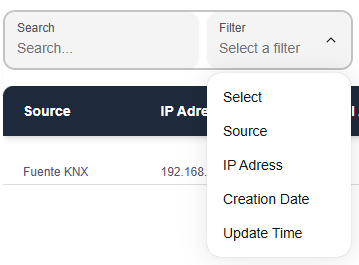 Search
Filter
Search...
Select a filter
Source
IP Adre
Select
Source
IP Adress
Fuente KNX
192.168.
Creation Date
Update Time